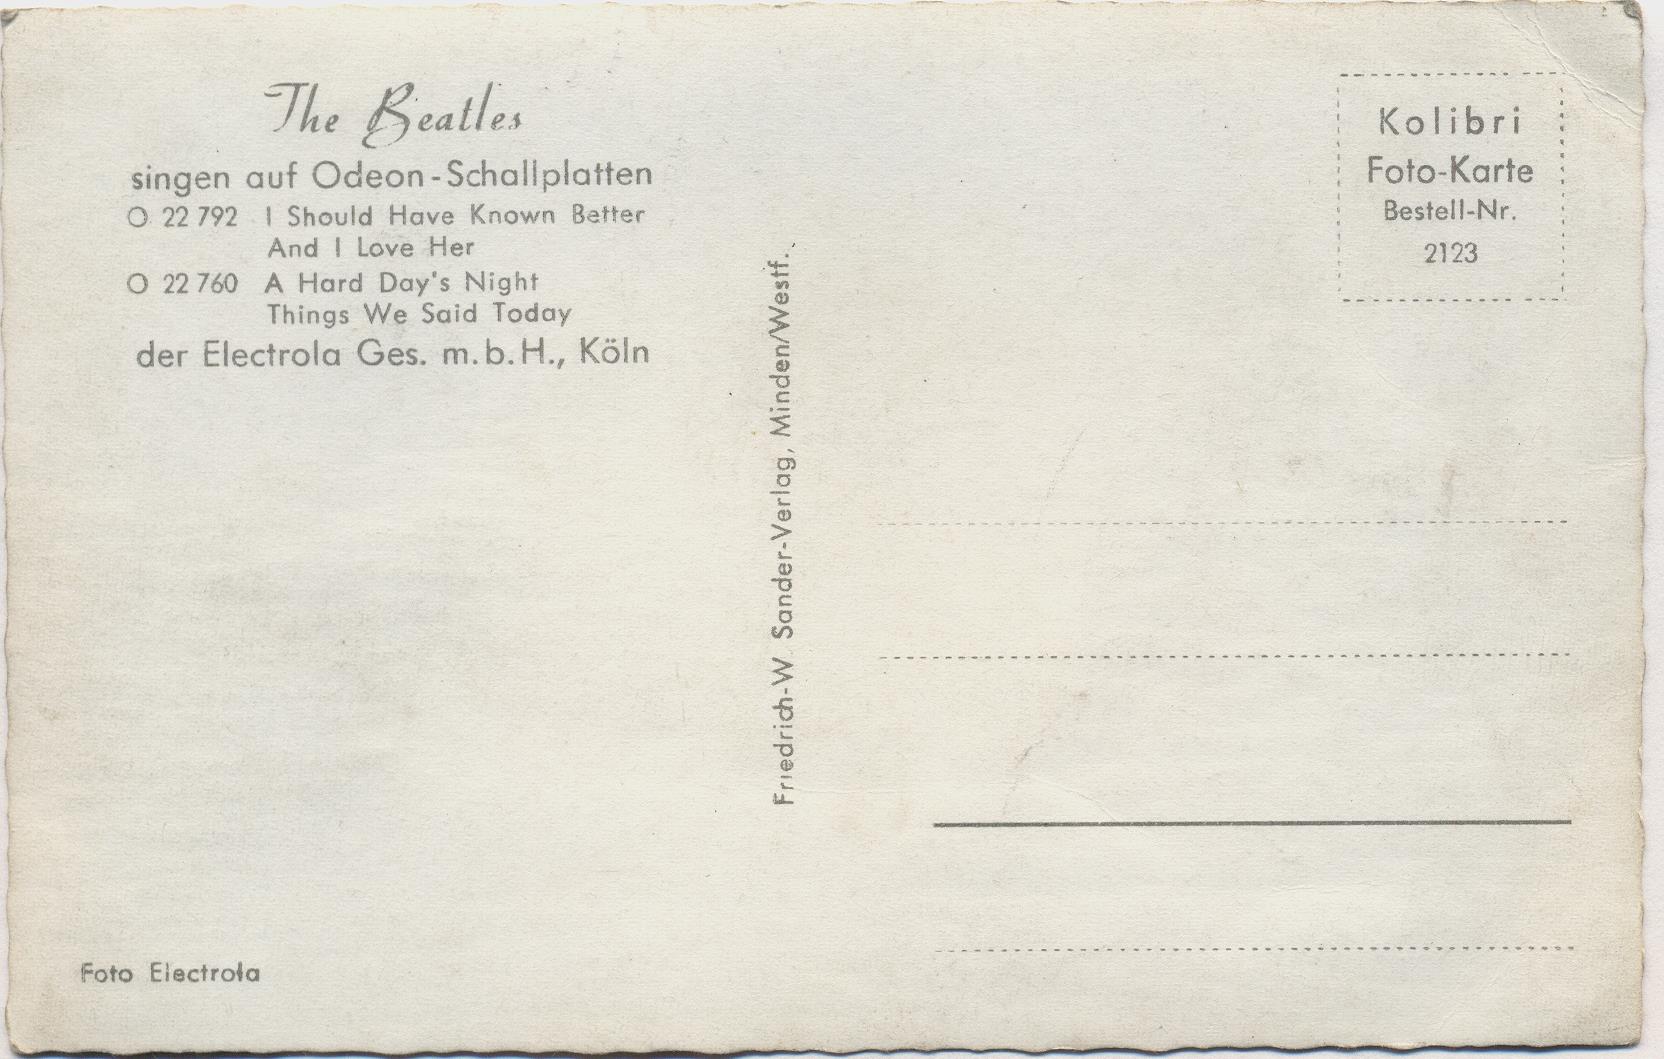 The Beatles
singen auf Odeon-Schallplatten
O 22 792 I Should Have Known Better
And I Love Her
O 22 760 A Hard Day's Night
Things We Said Today
der Electrola Ges. m. b. H., Köln
Foto Electrola
Friedrich-W. Sander-Verlag, Minden/Westf.
Kolibri
Foto-Karte
Bestell-Nr.
2123